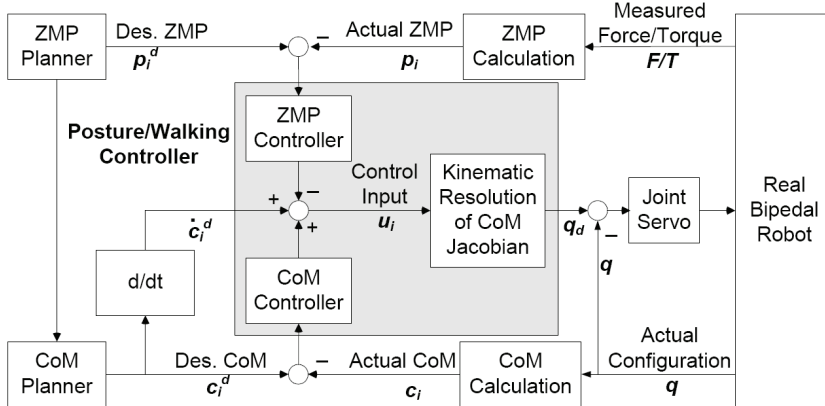 ZMP
Planner
Des. ZMP
p_i^d
−
Actual ZMP
p_i
ZMP
Calculation
Measured
Force/Torque
F/T
Posture/Walking
Controller
ZMP
Controller
−
+
+
ċ_i^d
Control
Input
u_i
Kinematic
Resolution
of CoM
Jacobian
q_d
−
q
Joint
Servo
Real
Bipedal
Robot
d/dt
CoM
Controller
CoM
Planner
Des. CoM
c_i^d
−
Actual CoM
c_i
CoM
Calculation
Actual
Configuration
q